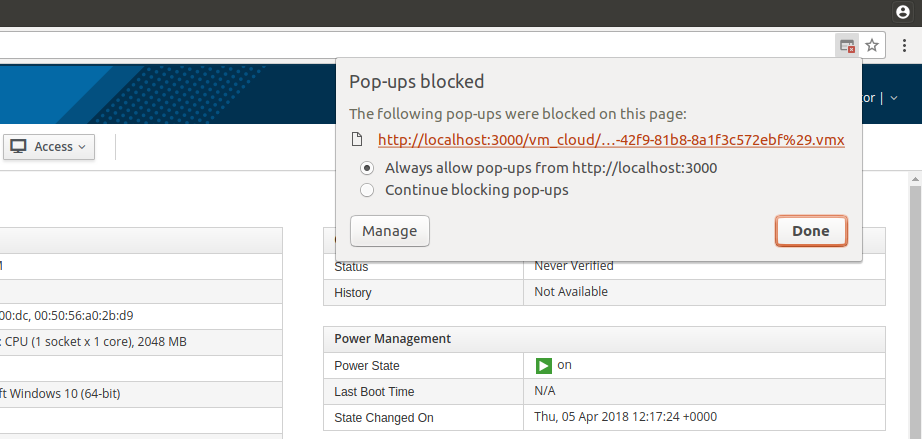 Pop-ups blocked
The following pop-ups were blocked on this page:
http://localhost:3000/vm_cloud/...-42f9-81b8-8a1f3c572ebf%29.vmx
Always allow pop-ups from http://localhost:3000
Continue blocking pop-ups
Manage
Done
tor |
Access
00:dc, 00:50:56:a0:2b:d9
: CPU (1 socket x 1 core), 2048 MB
ft Windows 10 (64-bit)
Status Never Verified
History Not Available
Power Management
Power State on
Last Boot Time N/A
State Changed On Thu, 05 Apr 2018 12:17:24 +0000